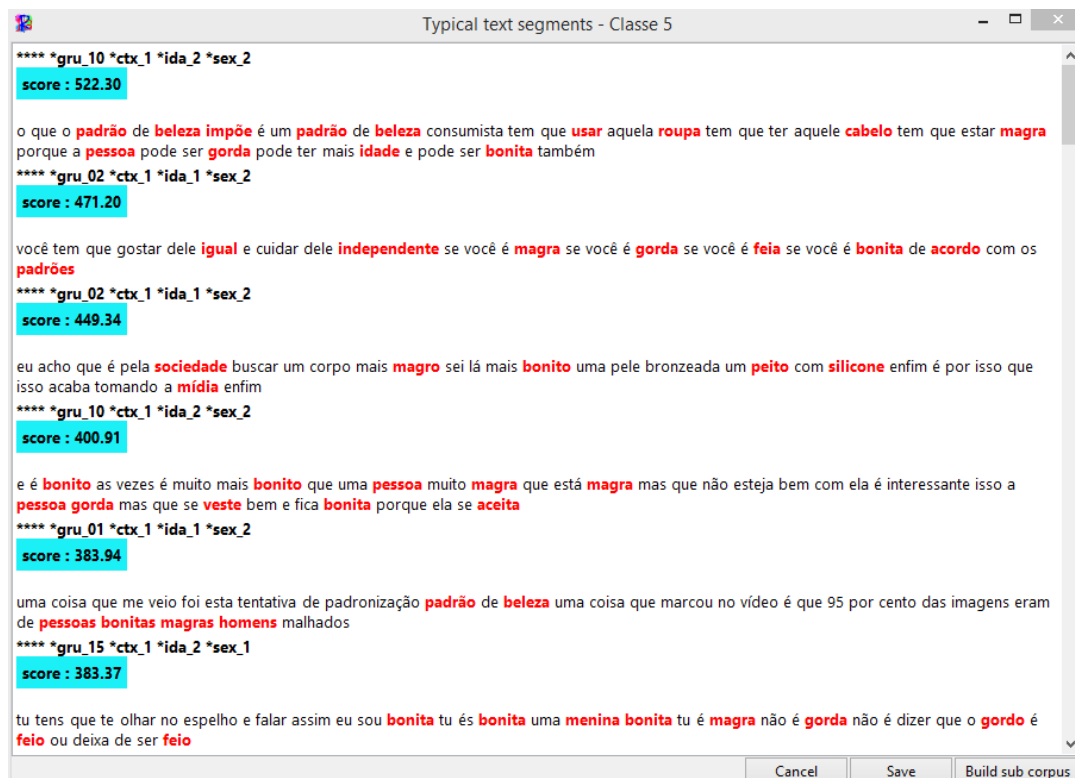 Typical text segments - Classe 5
**** *gru_10 *ctx_1 *ida_2 *sex_2
score : 522.30
o que o padrão de beleza impõe é um padrão de beleza consumista tem que usar aquela roupa tem que ter aquele cabelo tem que estar magra
porque a pessoa pode ser gorda pode ter mais idade e pode ser bonita também
**** *gru_02 *ctx_1 *ida_1 *sex_2
score : 471.20
você tem que gostar dele igual e cuidar dele independente se você é magra se você é gorda se você é feia se você é bonita de acordo com os
padrões
**** *gru_02 *ctx_1 *ida_1 *sex_2
score : 449.34
eu acho que é pela sociedade buscar um corpo mais magro sei lá mais bonito uma pele bronzeada um peito com silicone enfim é por isso que
isso acaba tomando a mídia enfim
**** *gru_10 *ctx_1 *ida_2 *sex_2
score : 400.91
e é bonito as vezes é muito mais bonito que uma pessoa muito magra que está magra mas que não esteja bem com ela é interessante isso a
pessoa gorda mas que se veste bem e fica bonita porque ela se aceita
**** *gru_01 *ctx_1 *ida_1 *sex_2
score : 383.94
uma coisa que me veio foi esta tentativa de padronização padrão de beleza uma coisa que marcou no vídeo é que 95 por cento das imagens eram
de pessoas bonitas magras homens malhados
**** *gru_15 *ctx_1 *ida_2 *sex_1
score : 383.37
tu tens que te olhar no espelho e falar assim eu sou bonita tu és bonita uma menina bonita tu é magra não é gorda não é dizer que o gordo é
feio ou deixa de ser feio
Cancel Save Build sub corpus